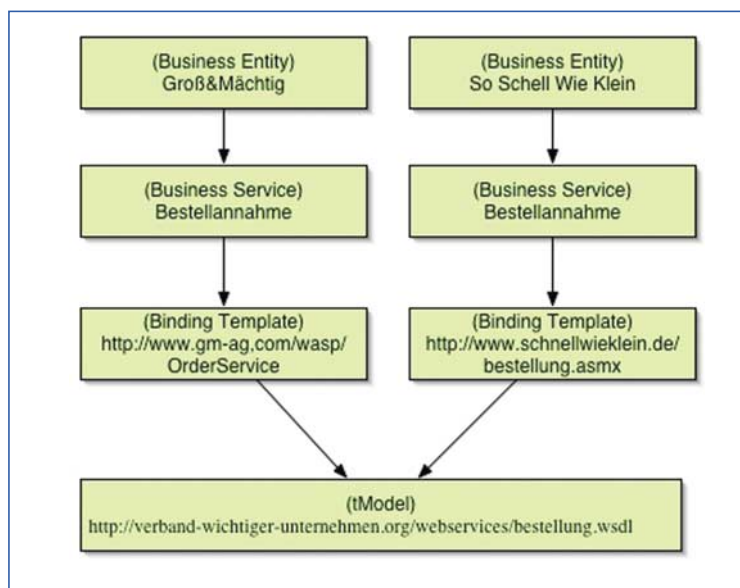 (Business Entity)
Groß&Mächtig
(Business Entity)
So Schell Wie Klein
(Business Service)
Bestellannahme
(Business Service)
Bestellannahme
(Binding Template)
http://www.gm-ag.com/wasp/
OrderService
(Binding Template)
http://www.schnellwieklein.de/
bestellung.asmx
(tModel)
http://verband-wichtiger-unternehmen.org/webservices/bestellung.wsdl